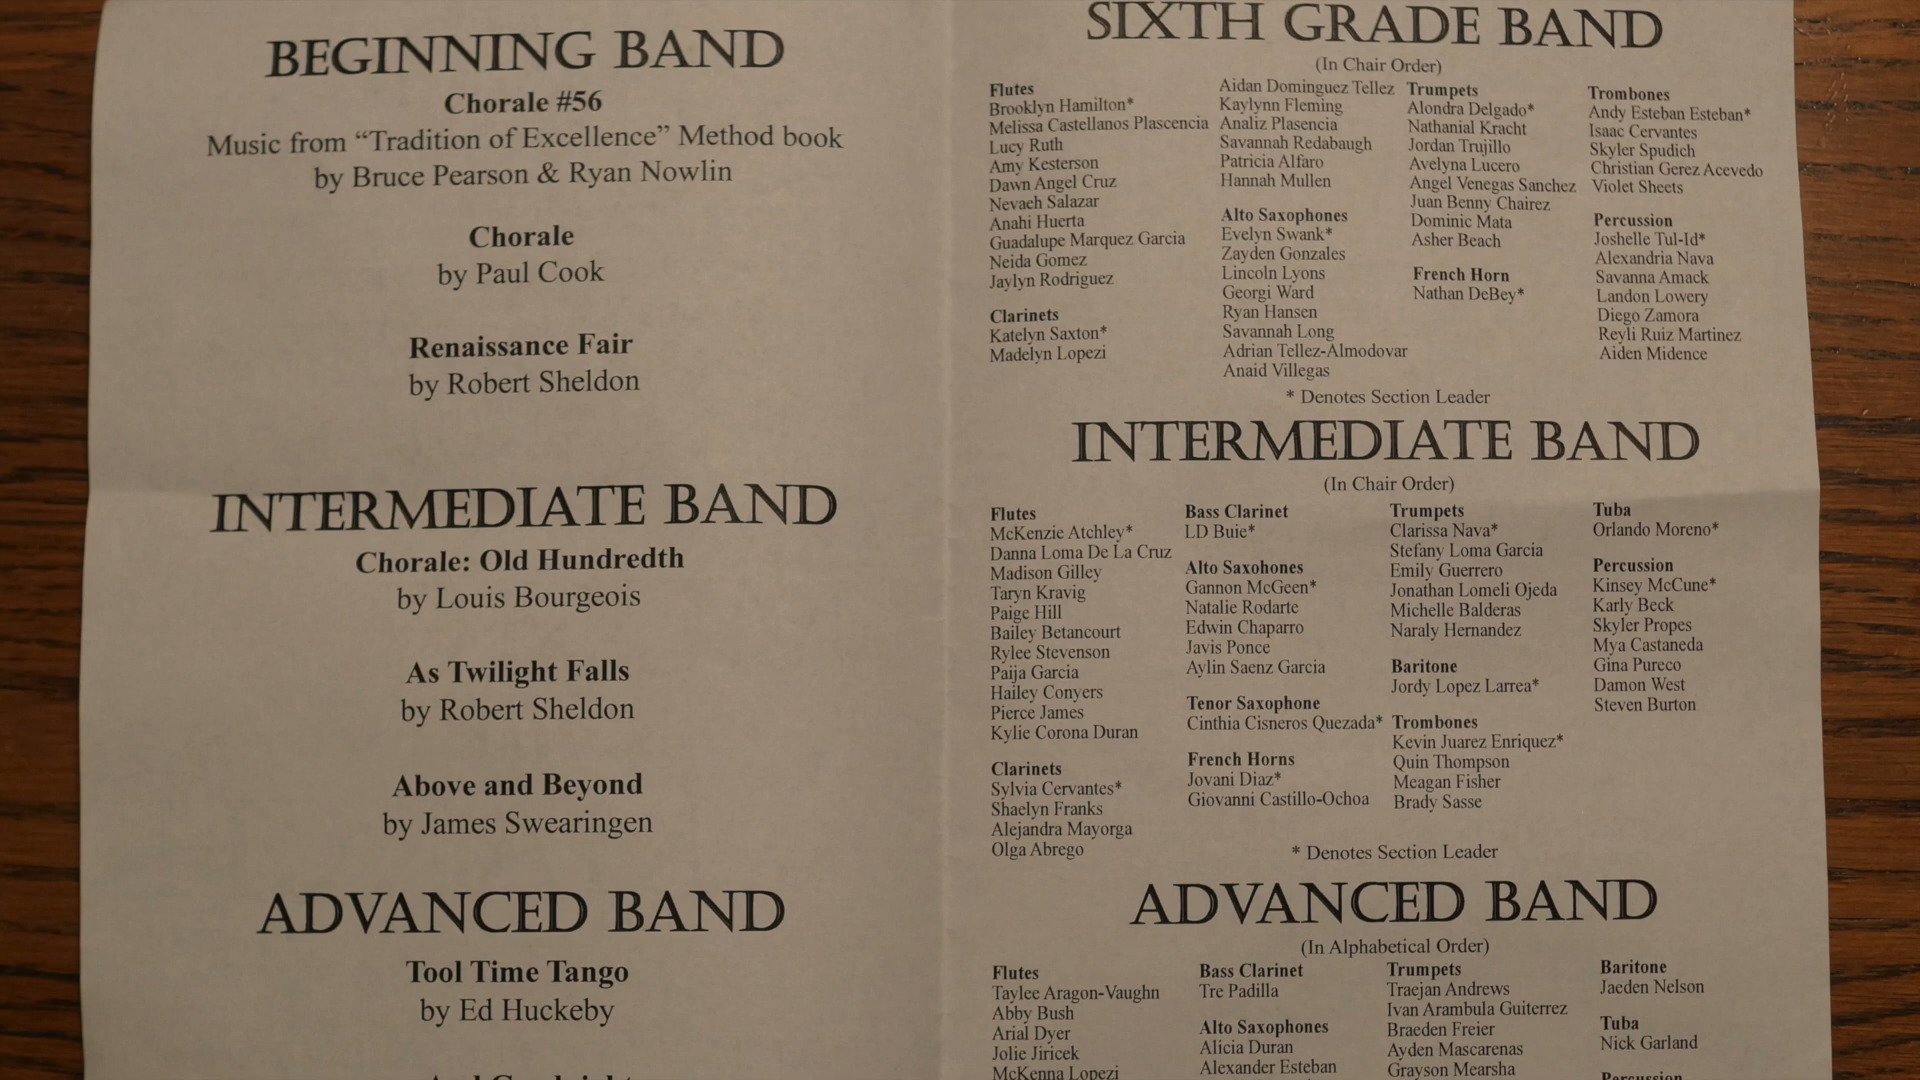 BEGINNING BAND
Chorale #56
Music from “Tradition of Excellence” Method book
by Bruce Pearson & Ryan Nowlin
Chorale
by Paul Cook
Renaissance Fair
by Robert Sheldon
INTERMEDIATE BAND
Chorale: Old Hundredth
by Louis Bourgeois
As Twilight Falls
by Robert Sheldon
Above and Beyond
by James Swearingen
ADVANCED BAND
Tool Time Tango
by Ed Huckeby
SIXTH GRADE BAND
(In Chair Order)
Flutes
Brooklyn Hamilton*
Melissa Castellanos Plascencia
Lucy Ruth
Amy Kesterson
Dawn Angel Cruz
Nevaeh Salazar
Anahi Huerta
Guadalupe Marquez Garcia
Neida Gomez
Jaylyn Rodriguez
Clarinets
Katelyn Saxton*
Madelyn Lopezi
Aidan Dominguez Tellez
Kaylynn Fleming
Analiz Plasencia
Savannah Redabaugh
Patricia Alfaro
Hannah Mullen
Alto Saxophones
Evelyn Swank*
Zayden Gonzales
Lincoln Lyons
Georgi Ward
Ryan Hansen
Savannah Long
Adrian Tellez-Almodovar
Anaid Villegas
Trumpets
Alondra Delgado*
Nathanial Kracht
Jordan Trujillo
Avelyna Lucero
Angel Venegas Sanchez
Juan Benny Chairez
Dominic Mata
Asher Beach
French Horn
Nathan DeBey*
Trombones
Andy Esteban Esteban*
Isaac Cervantes
Skyler Spudich
Christian Gerez Acevedo
Violet Sheets
Percussion
Joshelle Tul-Id*
Alexandria Nava
Savanna Amack
Landon Lowery
Diego Zamora
Reyli Ruiz Martinez
Aiden Midence
* Denotes Section Leader
INTERMEDIATE BAND
(In Chair Order)
Flutes
McKenzie Atchley*
Danna Loma De La Cruz
Madison Gilley
Taryn Kravig
Paige Hill
Bailey Betancourt
Rylee Stevenson
Paija Garcia
Hailey Conyers
Pierce James
Kylie Corona Duran
Clarinets
Sylvia Cervantes*
Shaelyn Franks
Alejandra Mayorga
Olga Abrego
Bass Clarinet
LD Buie*
Alto Saxohones
Gannon McGeen*
Natalie Rodarte
Edwin Chaparro
Javis Ponce
Aylin Saenz Garcia
Tenor Saxophone
Cinthia Cisneros Quezada*
French Horns
Jovani Diaz*
Giovanni Castillo-Ochoa
Trumpets
Clarissa Nava*
Stefany Loma Garcia
Emily Guerrero
Jonathan Lomeli Ojeda
Michelle Balderas
Naraly Hernandez
Baritone
Jordy Lopez Larrea*
Trombones
Kevin Juarez Enriquez*
Quin Thompson
Meagan Fisher
Brady Sasse
Tuba
Orlando Moreno*
Percussion
Kinsey McCune*
Karly Beck
Skyler Propes
Mya Castaneda
Gina Pureco
Damon West
Steven Burton
* Denotes Section Leader
ADVANCED BAND
(In Alphabetical Order)
Flutes
Taylee Aragon-Vaughn
Abby Bush
Arial Dyer
Jolie Jiricek
McKenna Lopezi
Bass Clarinet
Tre Padilla
Alto Saxophones
Alicia Duran
Alexander Esteban
Trumpets
Traejan Andrews
Ivan Arambula Guiterrez
Braeden Freier
Ayden Mascarenas
Grayson Mearsha
Baritone
Jaeden Nelson
Tuba
Nick Garland
Percussion